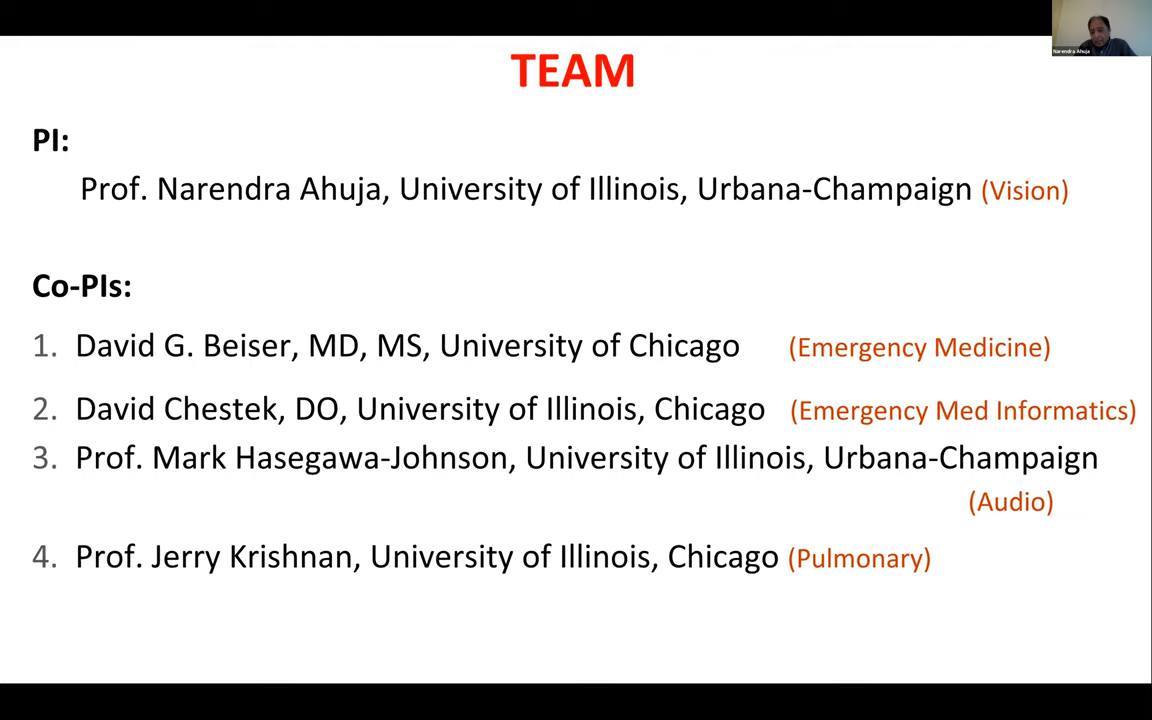 Narendra Ahuja
TEAM
PI:
Prof. Narendra Ahuja, University of Illinois, Urbana-Champaign (Vision)
Co-PIs:
1. David G. Beiser, MD, MS, University of Chicago (Emergency Medicine)
2. David Chestek, DO, University of Illinois, Chicago (Emergency Med Informatics)
3. Prof. Mark Hasegawa-Johnson, University of Illinois, Urbana-Champaign
(Audio)
4. Prof. Jerry Krishnan, University of Illinois, Chicago (Pulmonary)